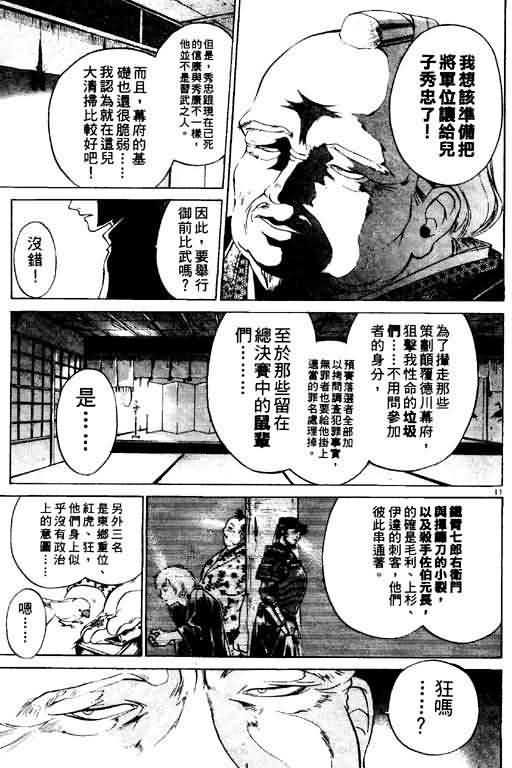 我想該準備把
將軍位讓給兒
子秀忠了！
但是，秀忠跟現在已死
的信康與秀康不一樣，
他並不是習武之人。
而且，幕府的基
礎也還很脆弱……
我認為就在這兒
大清掃比較好吧！
因此，要舉行
御前比武嗎？
沒錯！
為了攆走那些
策劃顛覆德川幕府，
狙擊我性命的垃圾
們……不用問參加
者的身分，
預賽落選者全部加
以拷問調查犯罪事實，
無罪者也要給他掛上
適當的罪名處理掉。
至於那些留在
總決賽中的鼠輩
們………
是……
17
鐵臂七郎右衛門
與揮鐮刀的小裂，
以及殺手佐伯元長，
的確是毛利、上杉、
伊達的刺客，他們
彼此串通著。
另外三名
是東鄉重位、
紅虎、狂，
他們身上似
乎沒有政治
上的意圖……
嗯……
狂嗎
……？